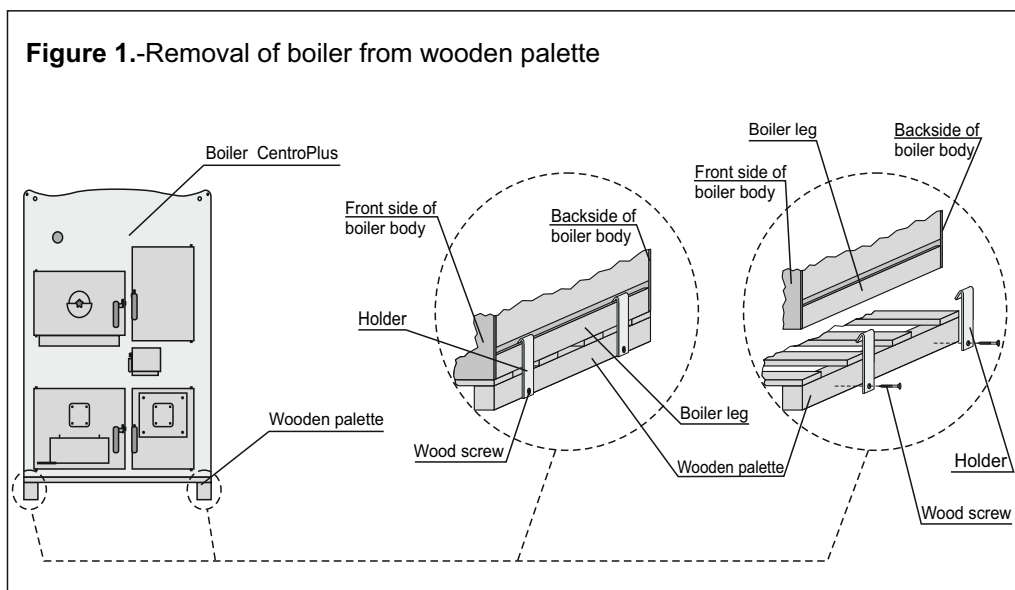 Figure 1.-Removal of boiler from wooden palette
Boiler CentroPlus
Wooden palette
Front side of
boiler body
Backside of
boiler body
Holder
Wood screw
Boiler leg
Wooden palette
Boiler leg
Backside of
boiler body
Front side of
boiler body
Holder
Wood screw